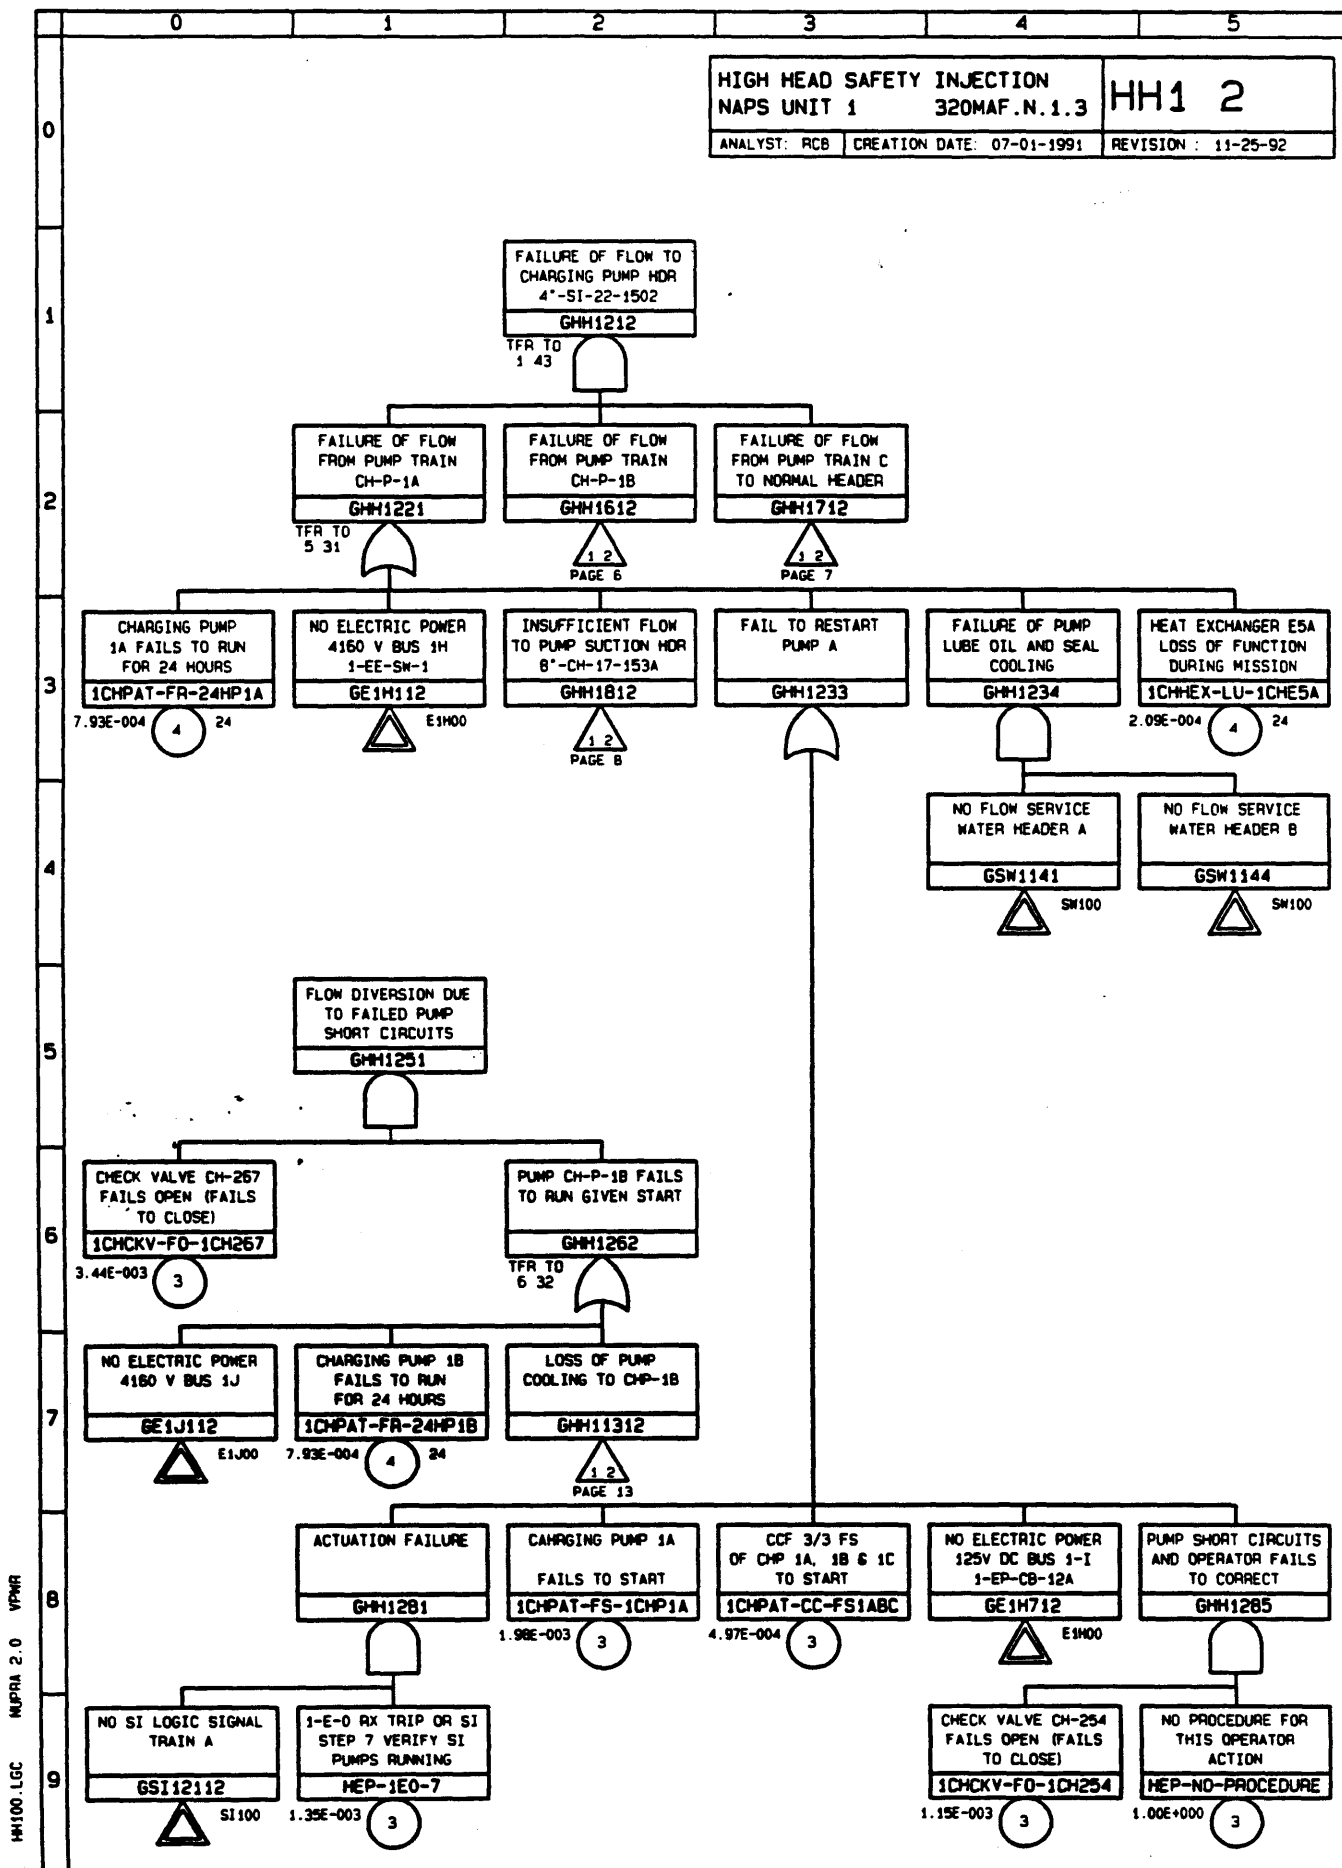 0 1 2 3 4 5
HIGH HEAD SAFETY INJECTION
NAPS UNIT 1 320MAF.N.1.3
HH1 2
ANALYST: RCB CREATION DATE: 07-01-1991 REVISION : 11-25-92
0
FAILURE OF FLOW TO
CHARGING PUMP HDR
4"-SI-22-1502
GHH1212
TFR TO
1 43
1
FAILURE OF FLOW
FROM PUMP TRAIN
CH-P-1A
GHH1221
TFR TO
5 31
FAILURE OF FLOW
FROM PUMP TRAIN
CH-P-1B
GHH1612
1 2
PAGE 6
FAILURE OF FLOW
FROM PUMP TRAIN C
TO NORMAL HEADER
GHH1712
1 2
PAGE 7
2
CHARGING PUMP
1A FAILS TO RUN
FOR 24 HOURS
1CHPAT-FR-24HP1A
7.93E-004 4 24
NO ELECTRIC POWER
4160 V BUS 1H
1-EE-SW-1
GE1H112
E1H00
INSUFFICIENT FLOW
TO PUMP SUCTION HDR
8"-CH-17-153A
GHH1812
1 2
PAGE 8
FAIL TO RESTART
PUMP A
GHH1233
FAILURE OF PUMP
LUBE OIL AND SEAL
COOLING
GHH1234
HEAT EXCHANGER E5A
LOSS OF FUNCTION
DURING MISSION
1CHHEX-LU-1CHE5A
2.09E-004 4 24
3
NO FLOW SERVICE
WATER HEADER A
GSW1141
SW100
NO FLOW SERVICE
WATER HEADER B
GSW1144
SW100
4
FLOW DIVERSION DUE
TO FAILED PUMP
SHORT CIRCUITS
GHH1251
5
CHECK VALVE CH-267
FAILS OPEN (FAILS
TO CLOSE)
1CHCKV-FO-1CH267
3.44E-003 3
PUMP CH-P-1B FAILS
TO RUN GIVEN START
GHH1262
TFR TO
6 32
6
NO ELECTRIC POWER
4160 V BUS 1J
GE1J112
E1J00
CHARGING PUMP 1B
FAILS TO RUN
FOR 24 HOURS
1CHPAT-FR-24HP1B
7.93E-004 4 24
LOSS OF PUMP
COOLING TO CHP-1B
GHH11312
1 2
PAGE 13
7
ACTUATION FAILURE
GHH1281
CAHRGING PUMP 1A
FAILS TO START
1CHPAT-FS-1CHP1A
1.98E-003 3
CCF 3/3 FS
OF CHP 1A, 1B & 1C
TO START
1CHPAT-CC-FS1ABC
4.97E-004 3
NO ELECTRIC POWER
125V DC BUS 1-I
1-EP-CB-12A
GE1H712
E1H00
PUMP SHORT CIRCUITS
AND OPERATOR FAILS
TO CORRECT
GHH1285
8
NO SI LOGIC SIGNAL
TRAIN A
GSI12112
SI100
1-E-0 RX TRIP OR SI
STEP 7 VERIFY SI
PUMPS RUNNING
HEP-1E0-7
1.35E-003 3
CHECK VALVE CH-254
FAILS OPEN (FAILS
TO CLOSE)
1CHCKV-FO-1CH254
1.15E-003 3
NO PROCEDURE FOR
THIS OPERATOR
ACTION
HEP-NO-PROCEDURE
1.00E+000 3
9
HH100.LGC NUPRA 2.0 VPWR